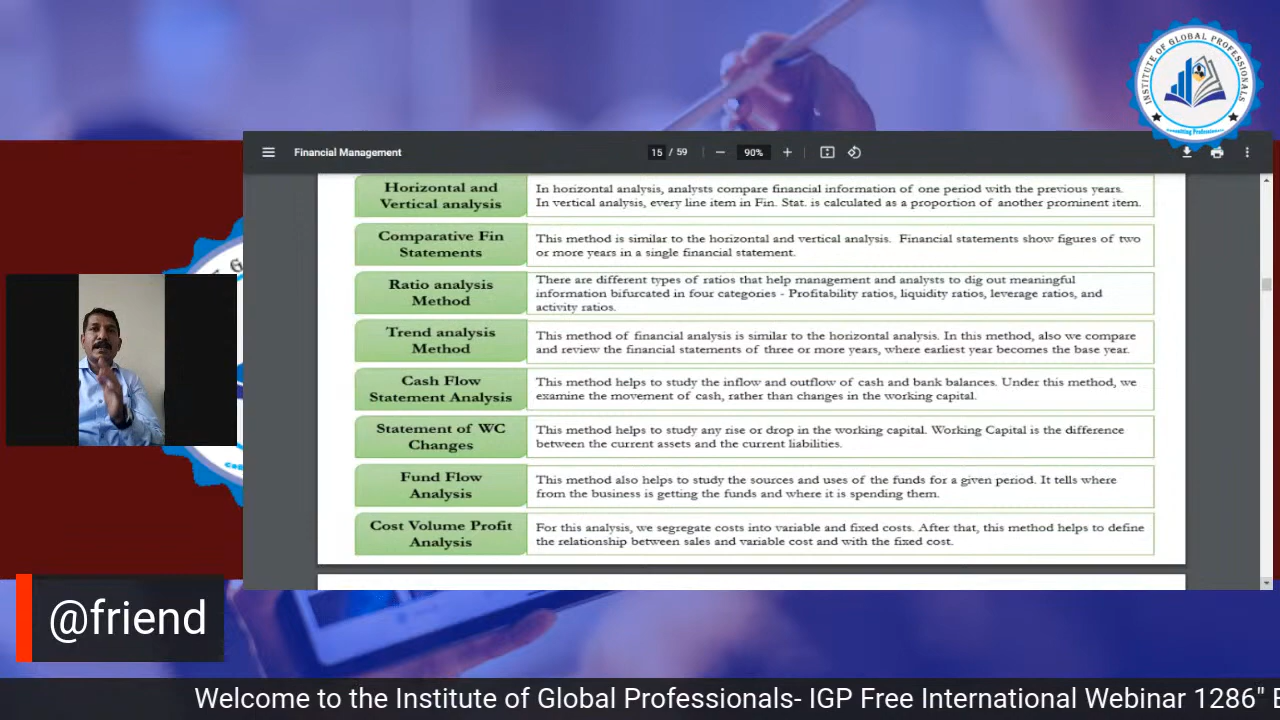 INSTITUTE OF GLOBAL PROFESSIONALS
Connecting Professionals
Financial Management
15 / 59
90%
Horizontal and
Vertical analysis
In horizontal analysis, analysts compare financial information of one period with the previous years.
In vertical analysis, every line item in Fin. Stat. is calculated as a proportion of another prominent item.
Comparative Fin
Statements
This method is similar to the horizontal and vertical analysis. Financial statements show figures of two
or more years in a single financial statement.
Ratio analysis
Method
There are different types of ratios that help management and analysts to dig out meaningful
information bifurcated in four categories - Profitability ratios, liquidity ratios, leverage ratios, and
activity ratios.
Trend analysis
Method
This method of financial analysis is similar to the horizontal analysis. In this method, also we compare
and review the financial statements of three or more years, where earliest year becomes the base year.
Cash Flow
Statement Analysis
This method helps to study the inflow and outflow of cash and bank balances. Under this method, we
examine the movement of cash, rather than changes in the working capital.
Statement of WC
Changes
This method helps to study any rise or drop in the working capital. Working Capital is the difference
between the current assets and the current liabilities.
Fund Flow
Analysis
This method also helps to study the sources and uses of the funds for a given period. It tells where
from the business is getting the funds and where it is spending them.
Cost Volume Profit
Analysis
For this analysis, we segregate costs into variable and fixed costs. After that, this method helps to define
the relationship between sales and variable cost and with the fixed cost.
@friend
Welcome to the Institute of Global Professionals- IGP Free International Webinar 1286" E